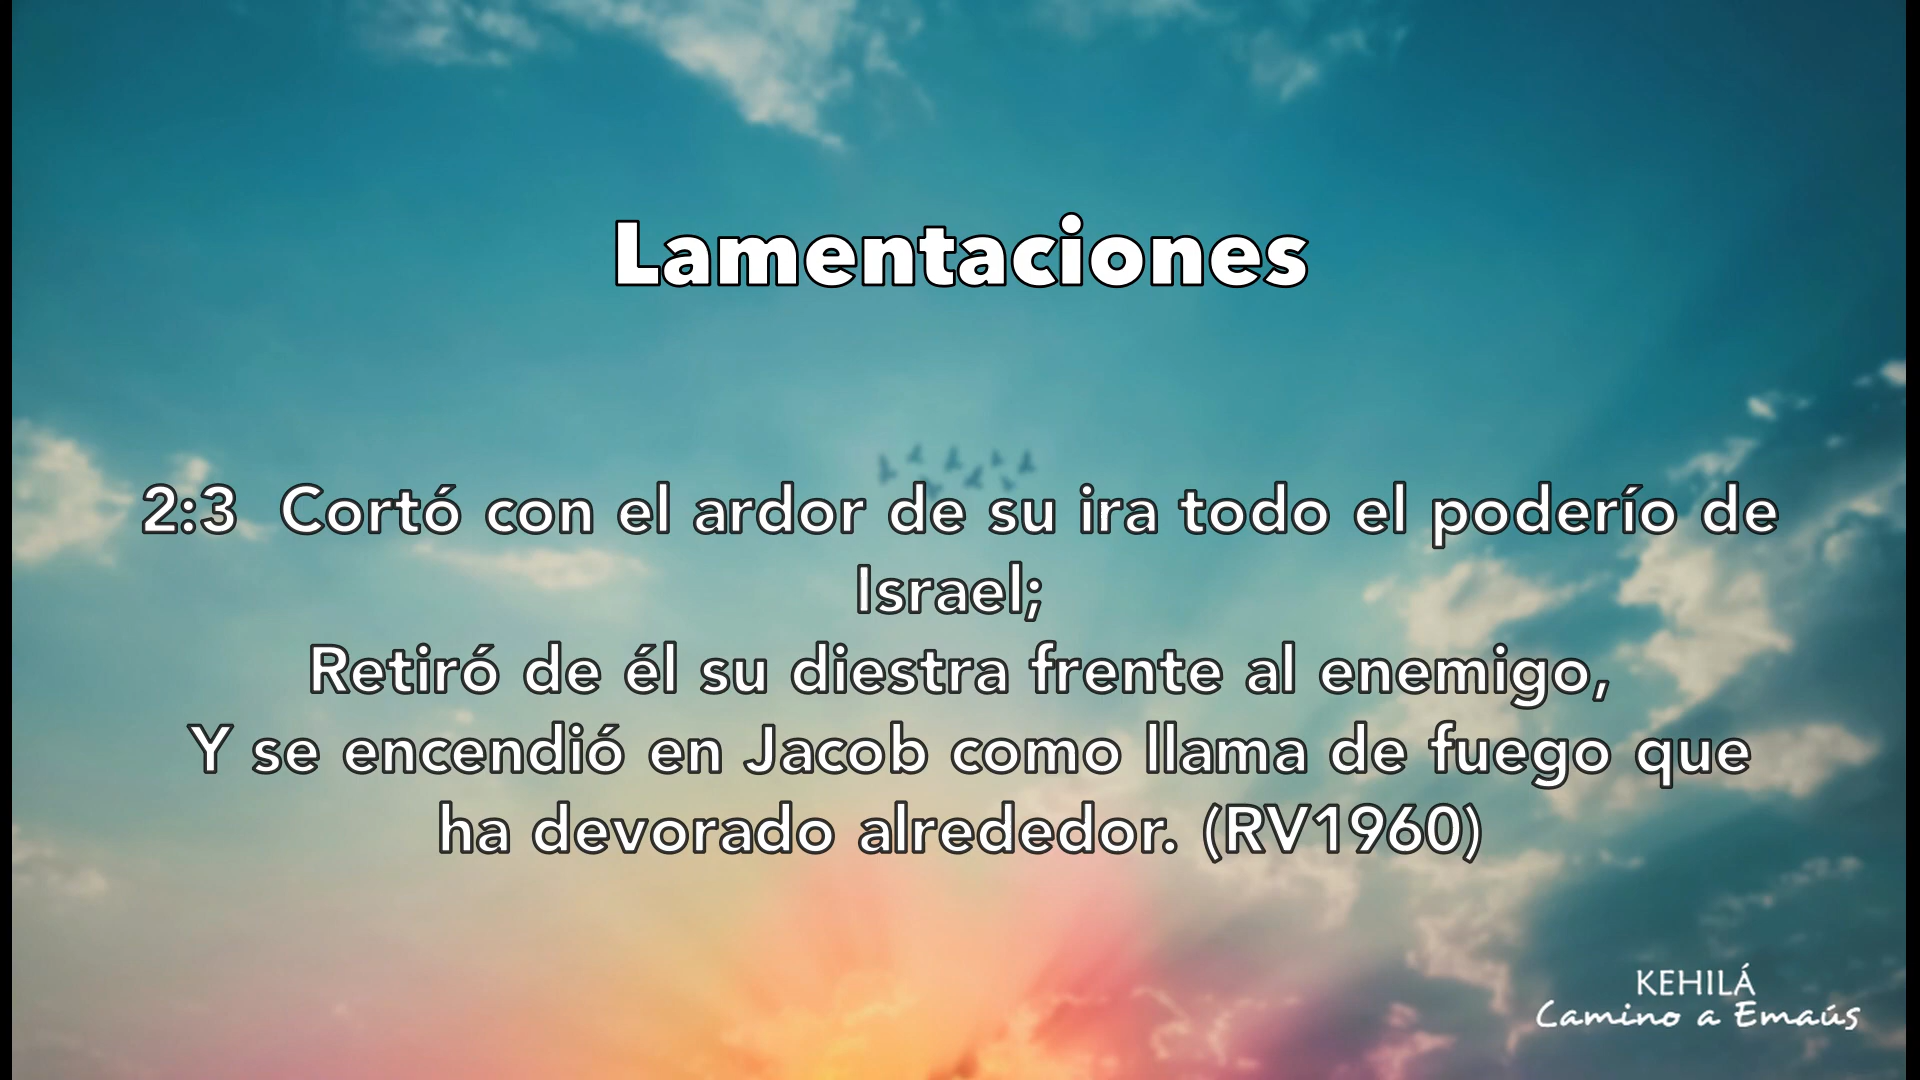 Lamentaciones
2:3  Cortó con el ardor de su ira todo el poderío de
Israel;
Retiró de él su diestra frente al enemigo,
Y se encendió en Jacob como llama de fuego que
ha devorado alrededor. (RV1960)
KEHILÁ
Camino a Emaús